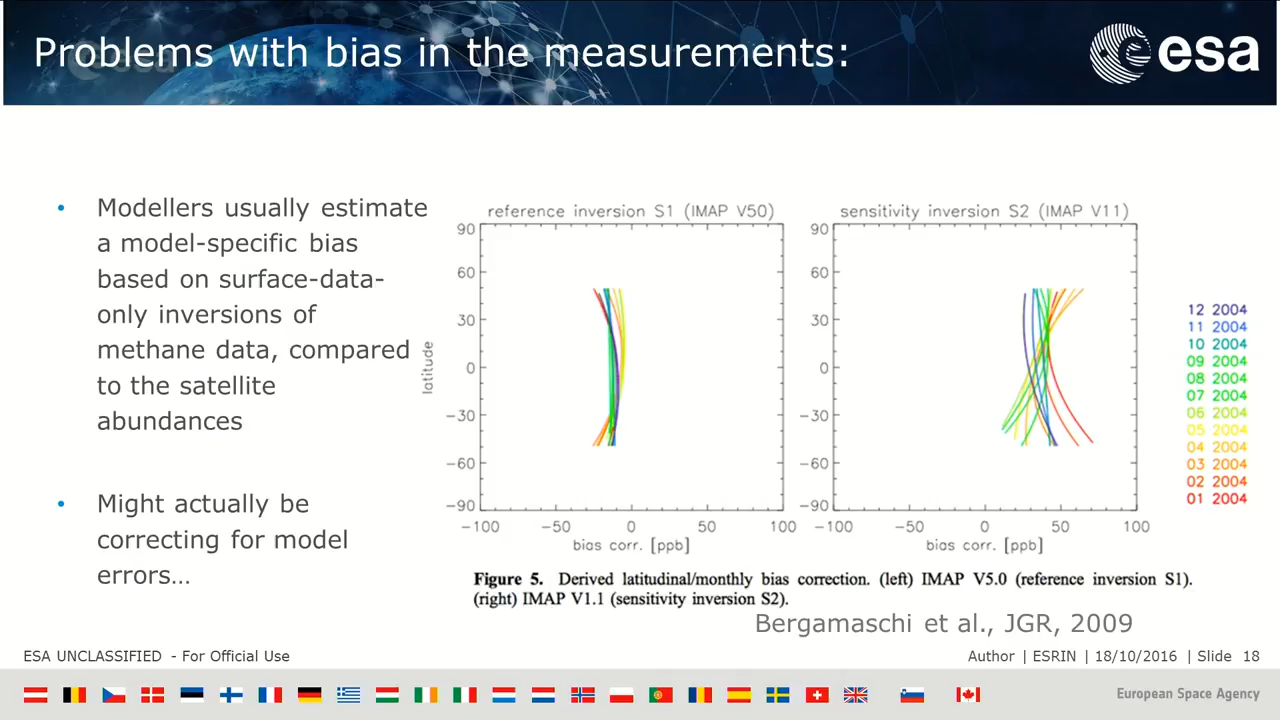 Problems with bias in the measurements:
esa
• Modellers usually estimate
a model-specific bias
based on surface-data-
only inversions of
methane data, compared
to the satellite
abundances
• Might actually be
correcting for model
errors…
reference inversion S1 (IMAP V50)
90
60
30
0
−30
−60
−90
latitude
−100 −50 0 50 100
bias corr. [ppb]
sensitivity inversion S2 (IMAP V11)
90
60
30
0
−30
−60
−90
−100 −50 0 50 100
bias corr. [ppb]
12 2004
11 2004
10 2004
09 2004
08 2004
07 2004
06 2004
05 2004
04 2004
03 2004
02 2004
01 2004
Figure 5. Derived latitudinal/monthly bias correction. (left) IMAP V5.0 (reference inversion S1).
(right) IMAP V1.1 (sensitivity inversion S2).
Bergamaschi et al., JGR, 2009
ESA UNCLASSIFIED - For Official Use
Author | ESRIN | 18/10/2016 | Slide 18
European Space Agency